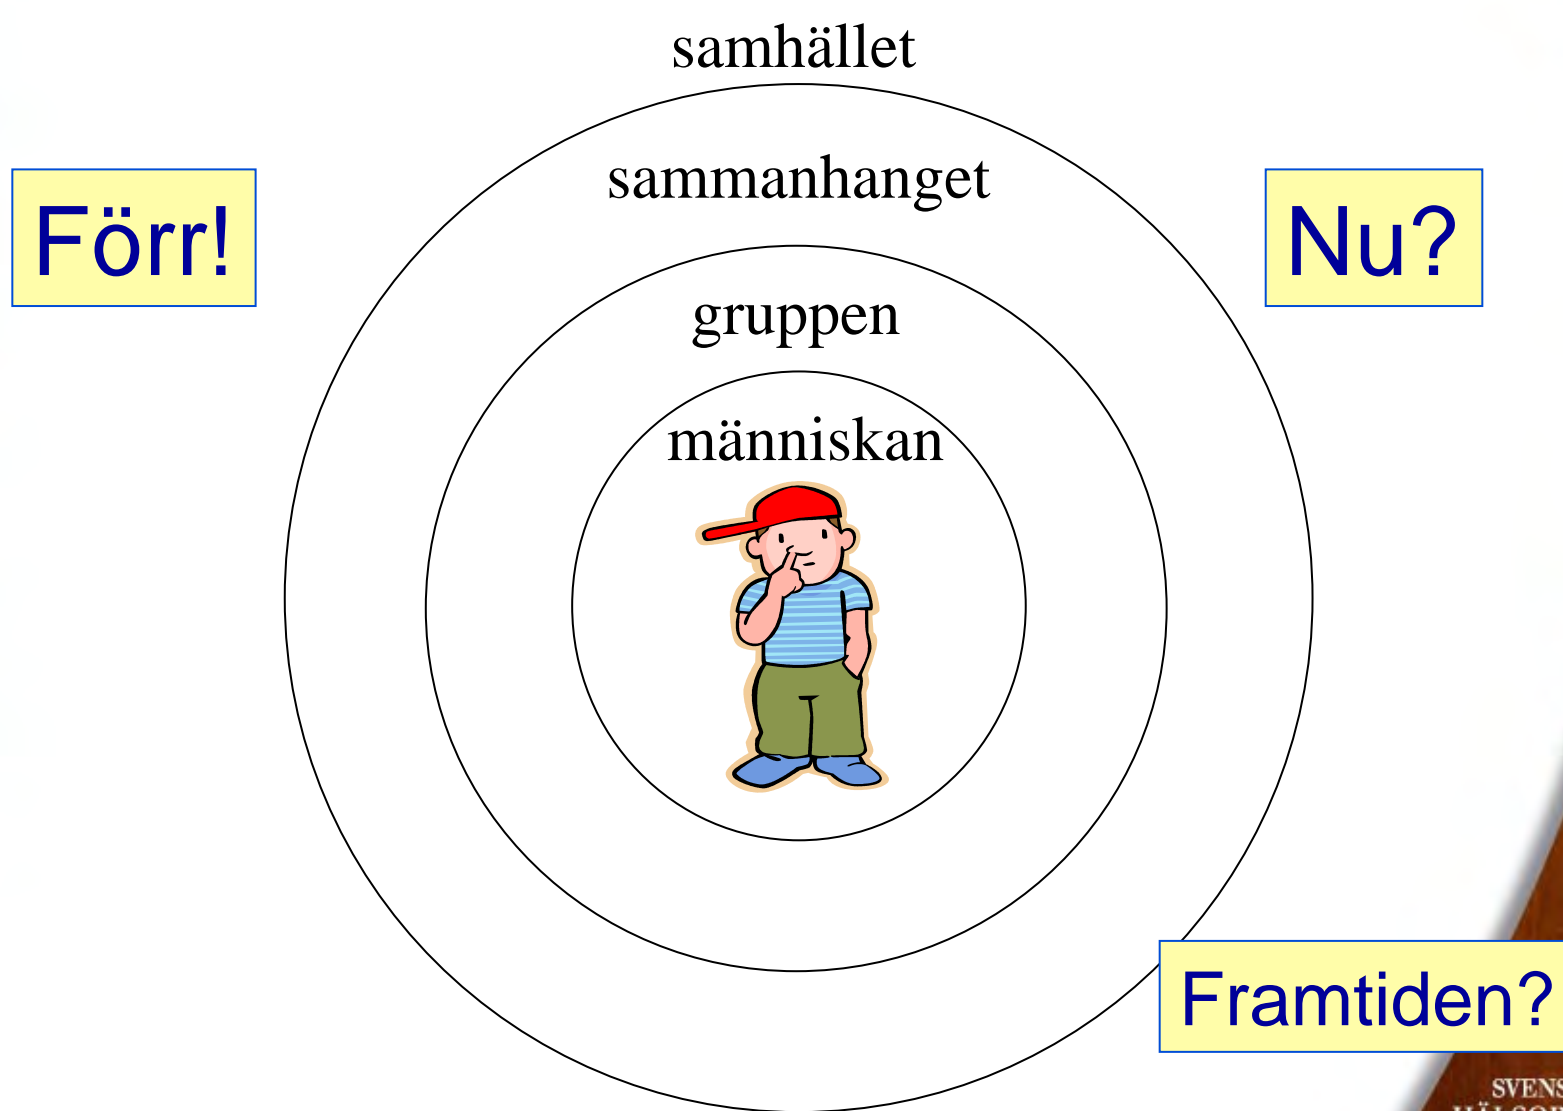 samhället
sammanhanget
Förr!
Nu?
gruppen
människan
Framtiden?